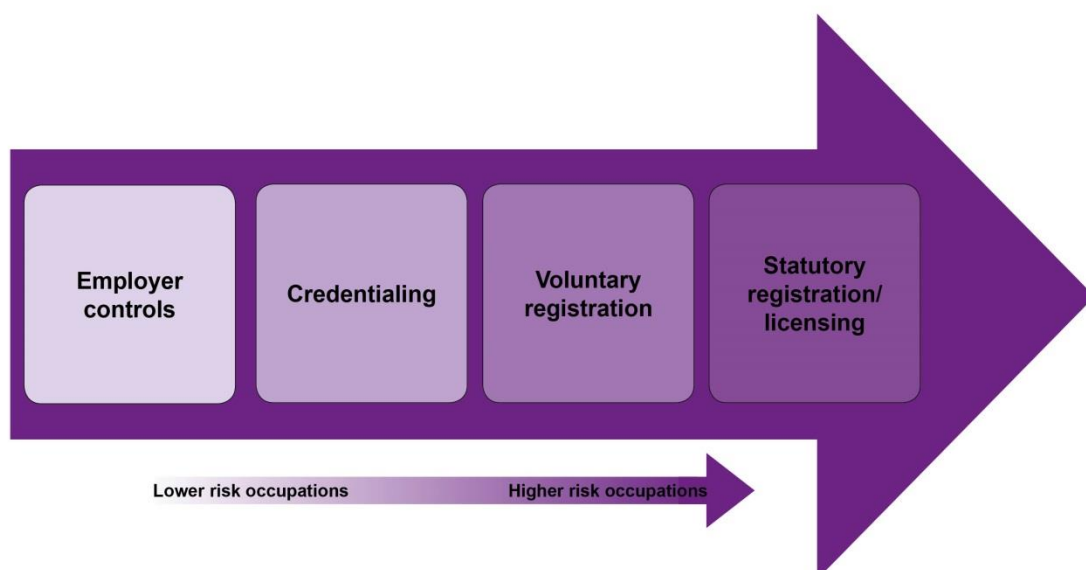 Employer
controls
Credentialing
Voluntary
registration
Statutory
registration/
licensing
Lower risk occupations
Higher risk occupations